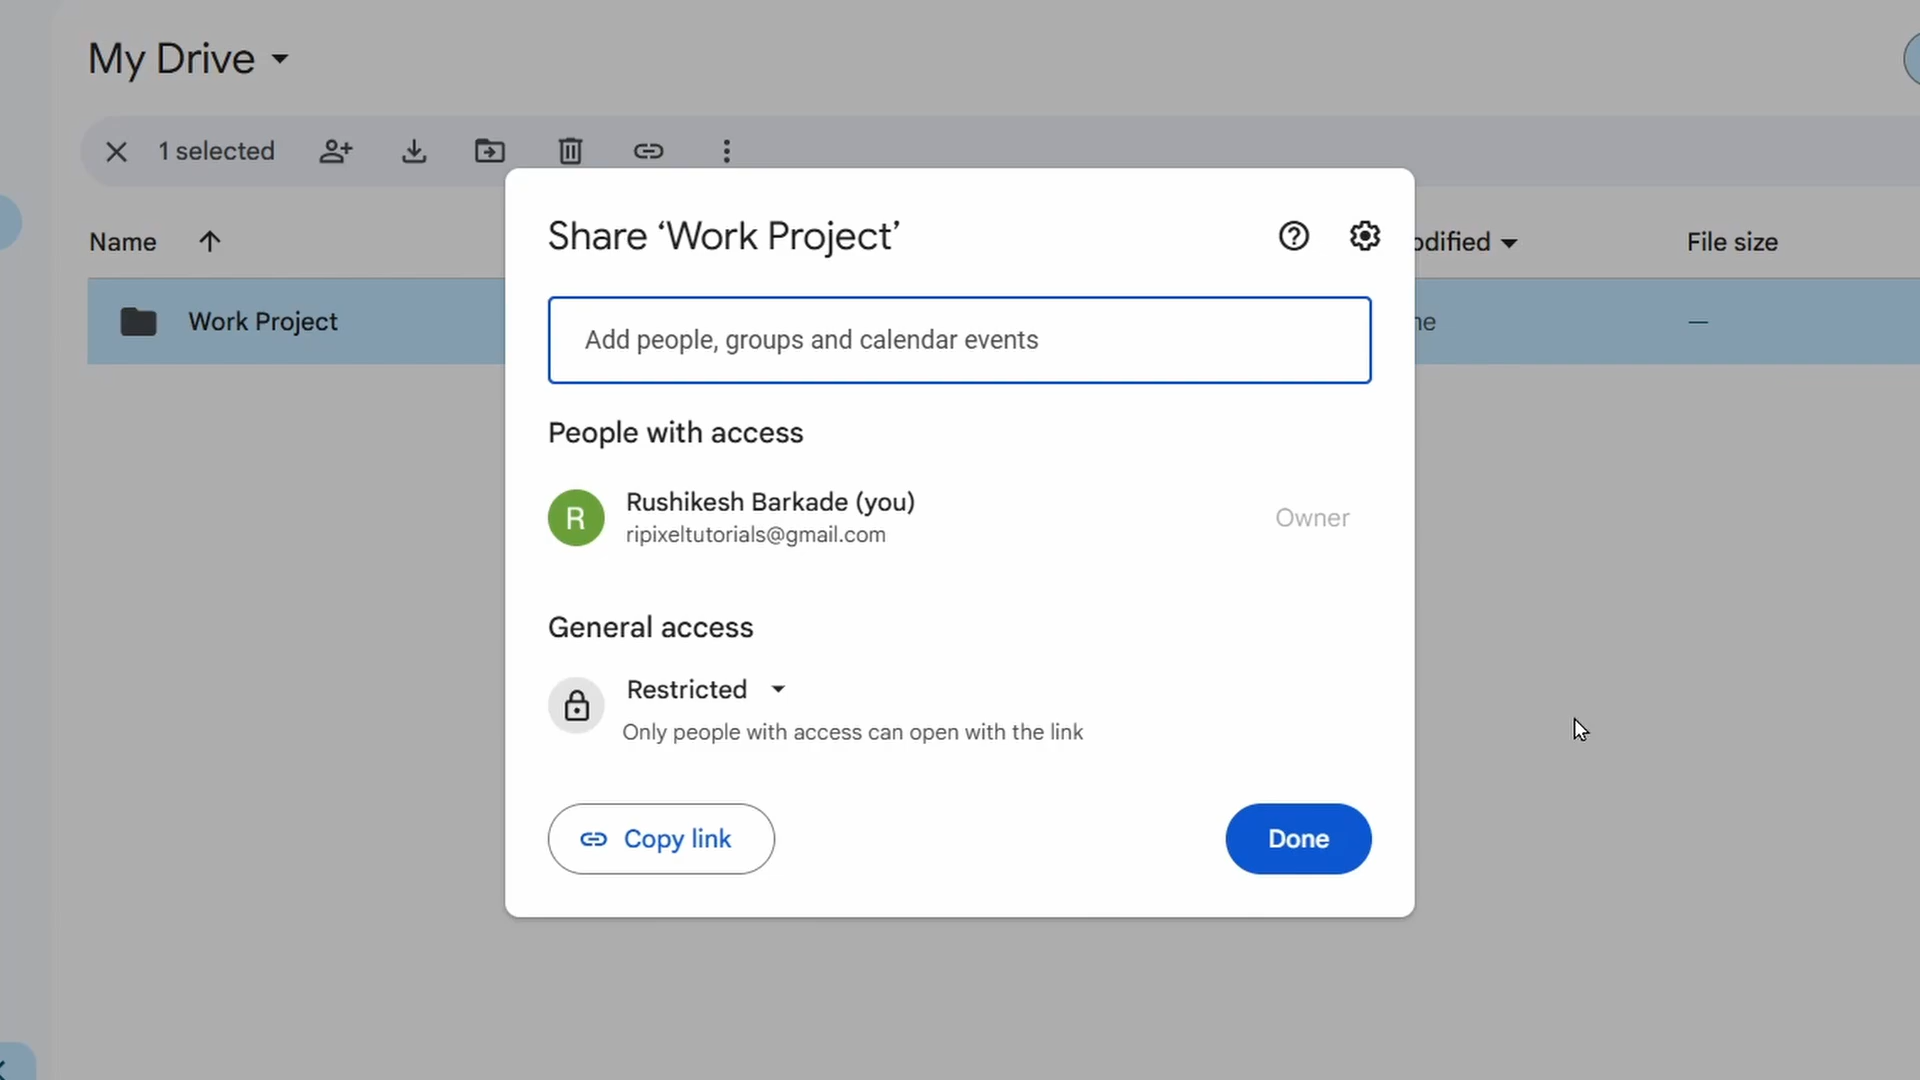 My Drive
1 selected
Share ‘Work Project’
Name
odified
File size
Work Project
Add people, groups and calendar events
ne
—
People with access
R
Rushikesh Barkade (you)
ripixeltutorials@gmail.com
Owner
General access
Restricted
Only people with access can open with the link
Copy link
Done